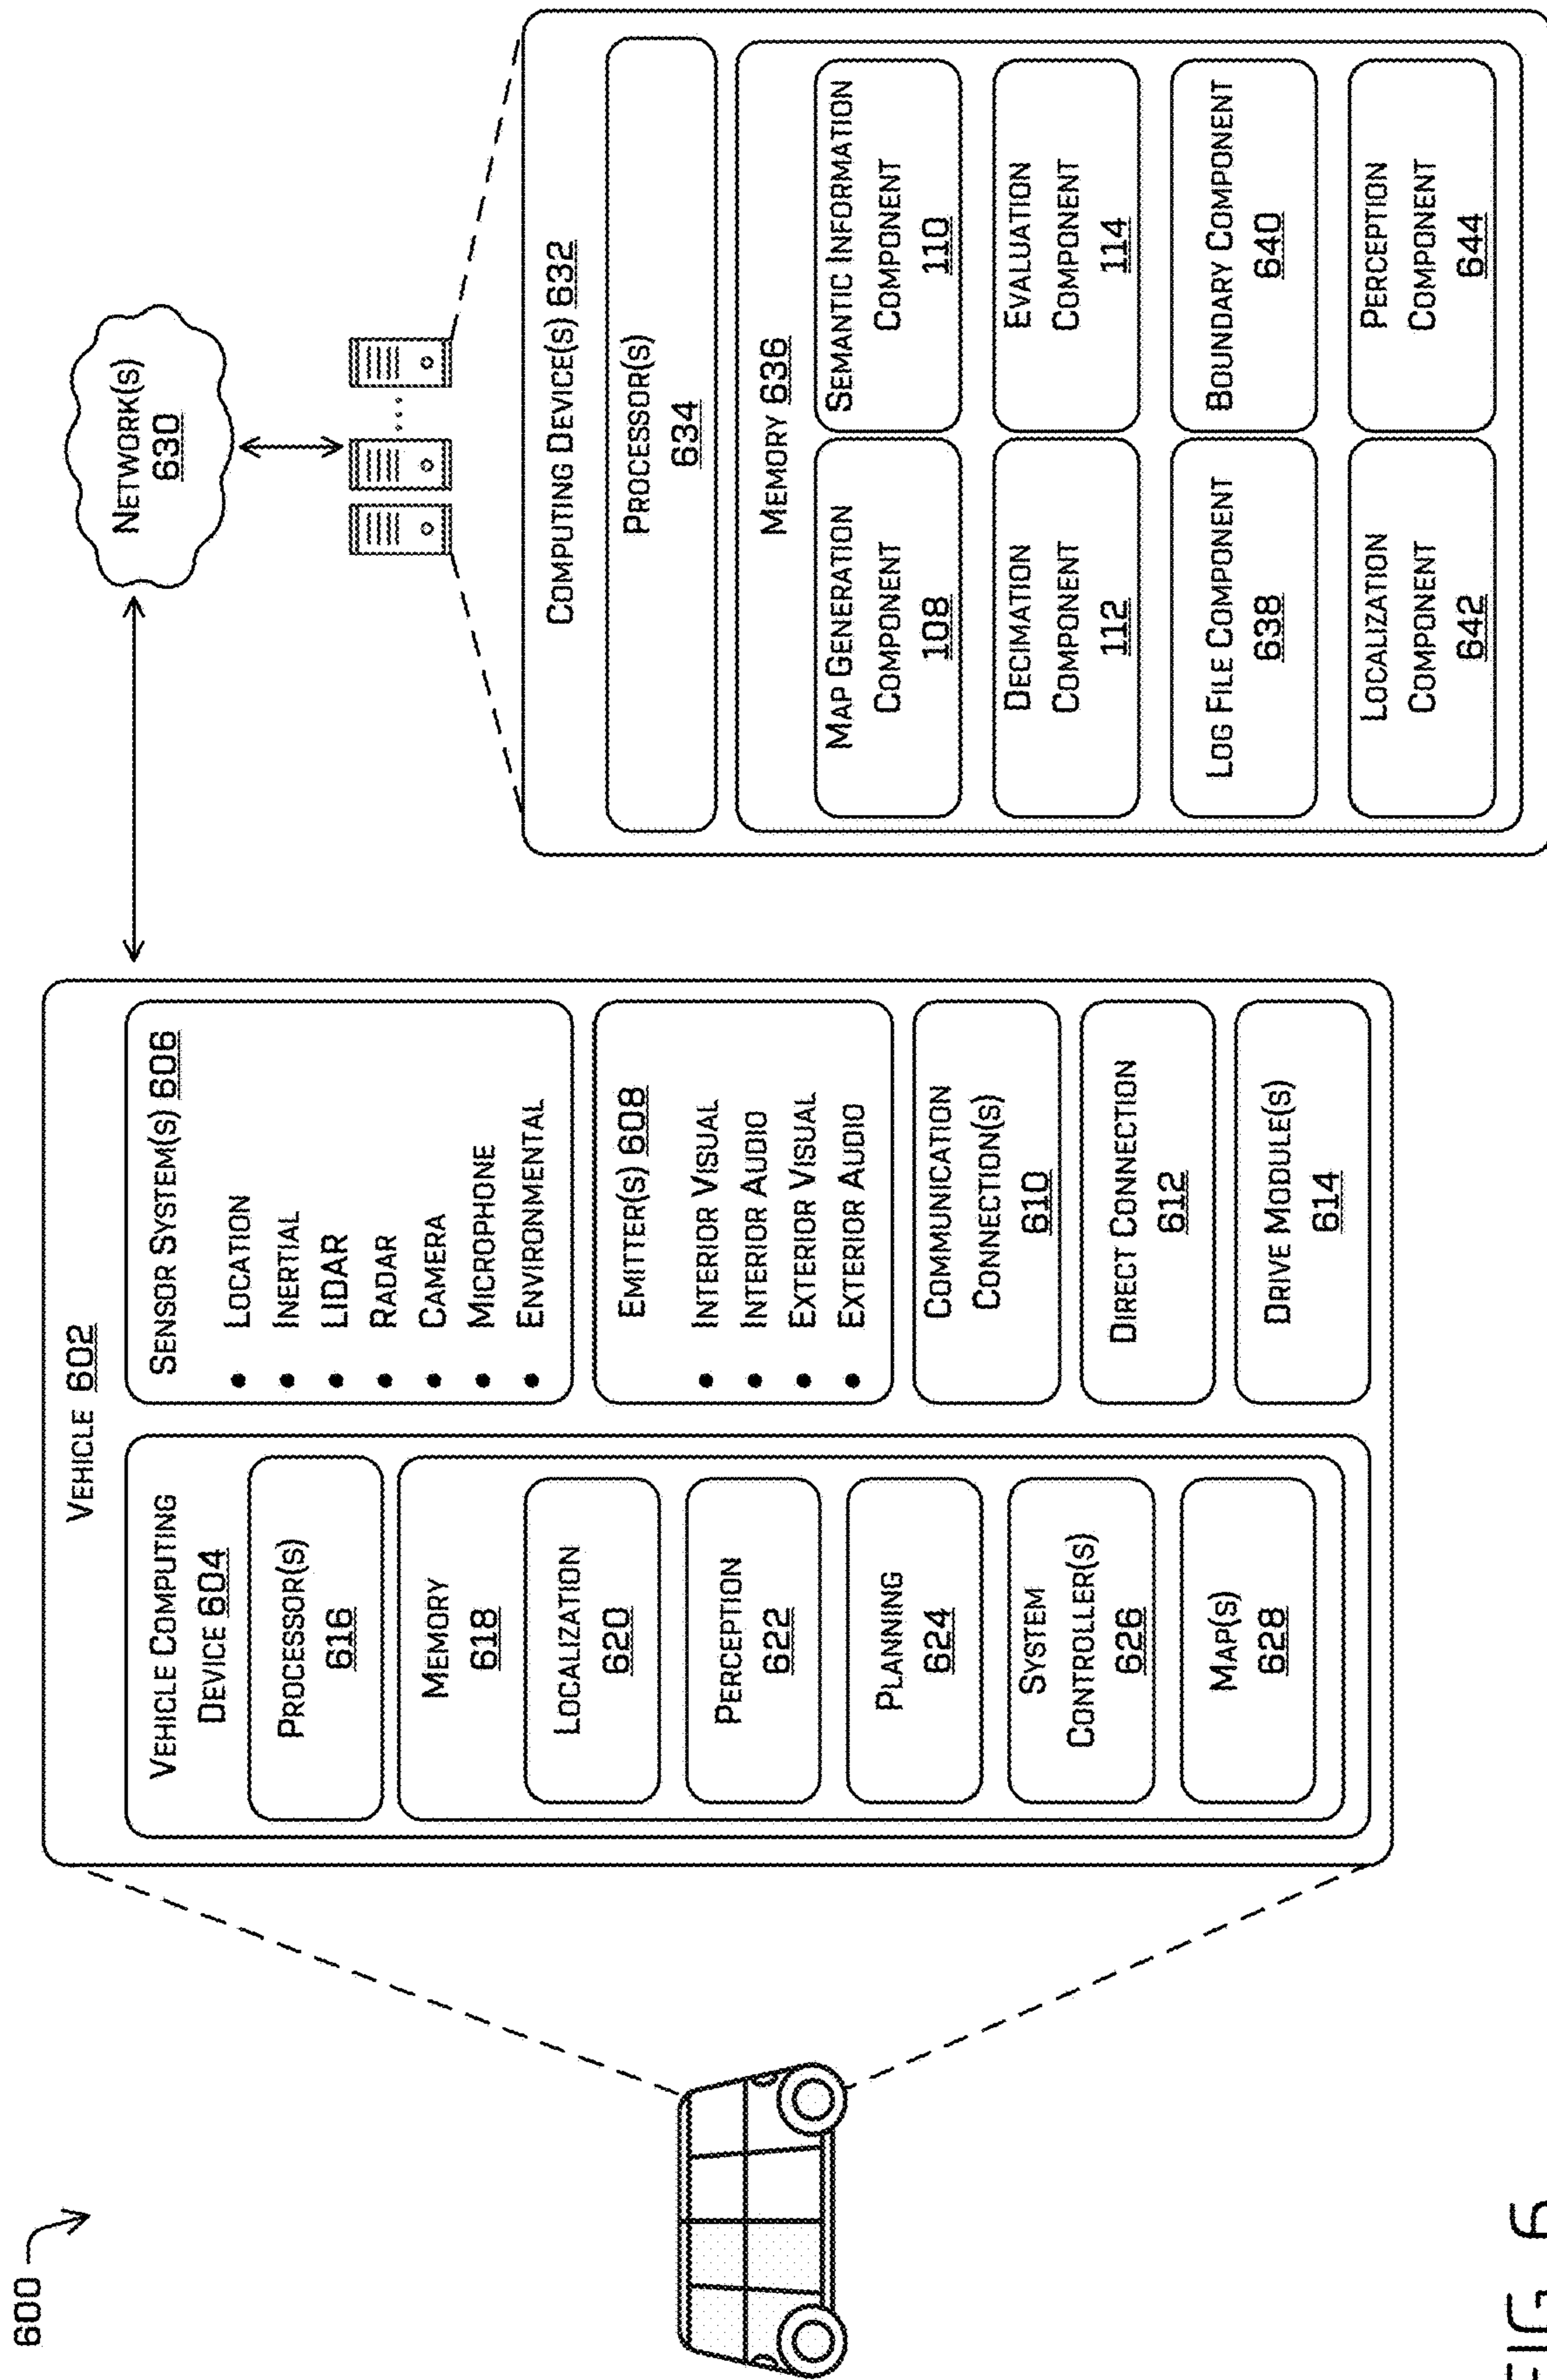 600
VEHICLE 602
VEHICLE COMPUTING
DEVICE 604
PROCESSOR(S)
616
MEMORY
618
LOCALIZATION
620
PERCEPTION
622
PLANNING
624
SYSTEM
CONTROLLER(S)
626
MAP(S)
628
SENSOR SYSTEM(S) 606
• LOCATION
• INERTIAL
• LIDAR
• RADAR
• CAMERA
• MICROPHONE
• ENVIRONMENTAL
EMITTER(S) 608
• INTERIOR VISUAL
• INTERIOR AUDIO
• EXTERIOR VISUAL
• EXTERIOR AUDIO
COMMUNICATION
CONNECTION(S)
610
DIRECT CONNECTION
612
DRIVE MODULE(S)
614
NETWORK(S)
630
COMPUTING DEVICE(S) 632
PROCESSOR(S)
634
MEMORY 636
MAP GENERATION
COMPONENT
108
SEMANTIC INFORMATION
COMPONENT
110
DECIMATION
COMPONENT
112
EVALUATION
COMPONENT
114
LOG FILE COMPONENT
638
BOUNDARY COMPONENT
640
LOCALIZATION
COMPONENT
642
PERCEPTION
COMPONENT
644
FIG. 6